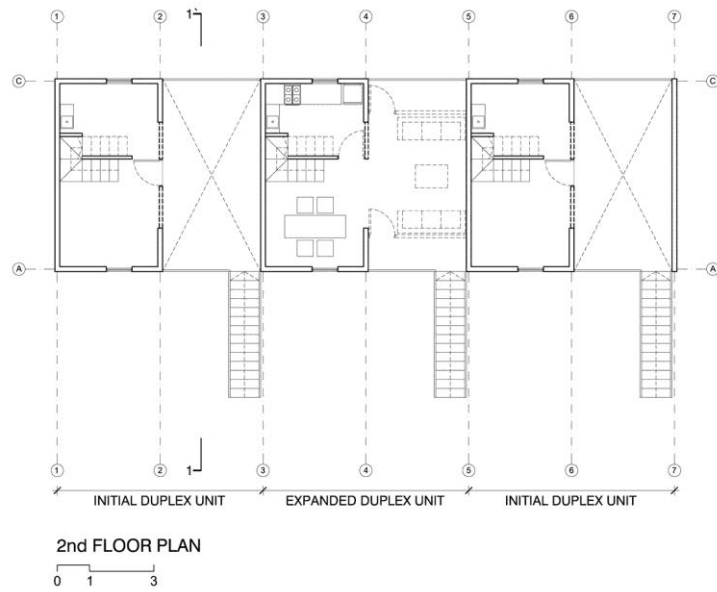 1 2 1' 3 4 5 6 7
C C
A A
1 2 1 3 4 5 6 7
INITIAL DUPLEX UNIT EXPANDED DUPLEX UNIT INITIAL DUPLEX UNIT
2nd FLOOR PLAN
0 1 3